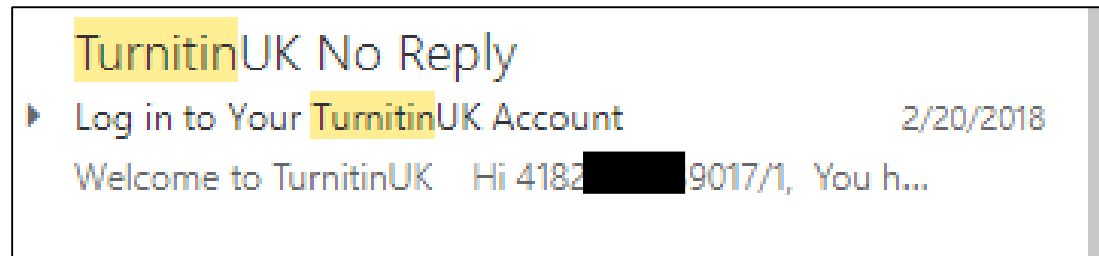 TurnitinUK No Reply
Log in to Your TurnitinUK Account 2/20/2018
Welcome to TurnitinUK Hi 4182 9017/1, You h...